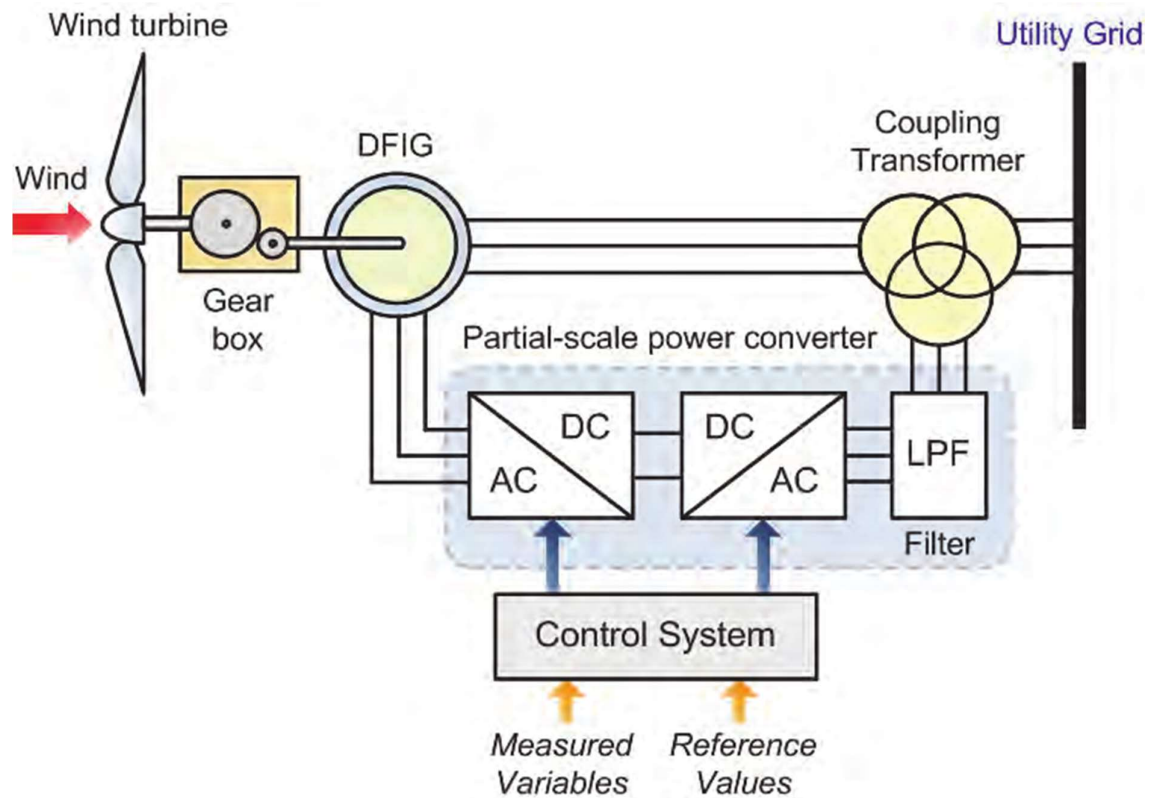 Wind turbine
Utility Grid
Coupling
Transformer
DFIG
Wind
Gear
box
Partial-scale power converter
DC
AC
DC
AC
LPF
Filter
Control System
Measured
Variables
Reference
Values